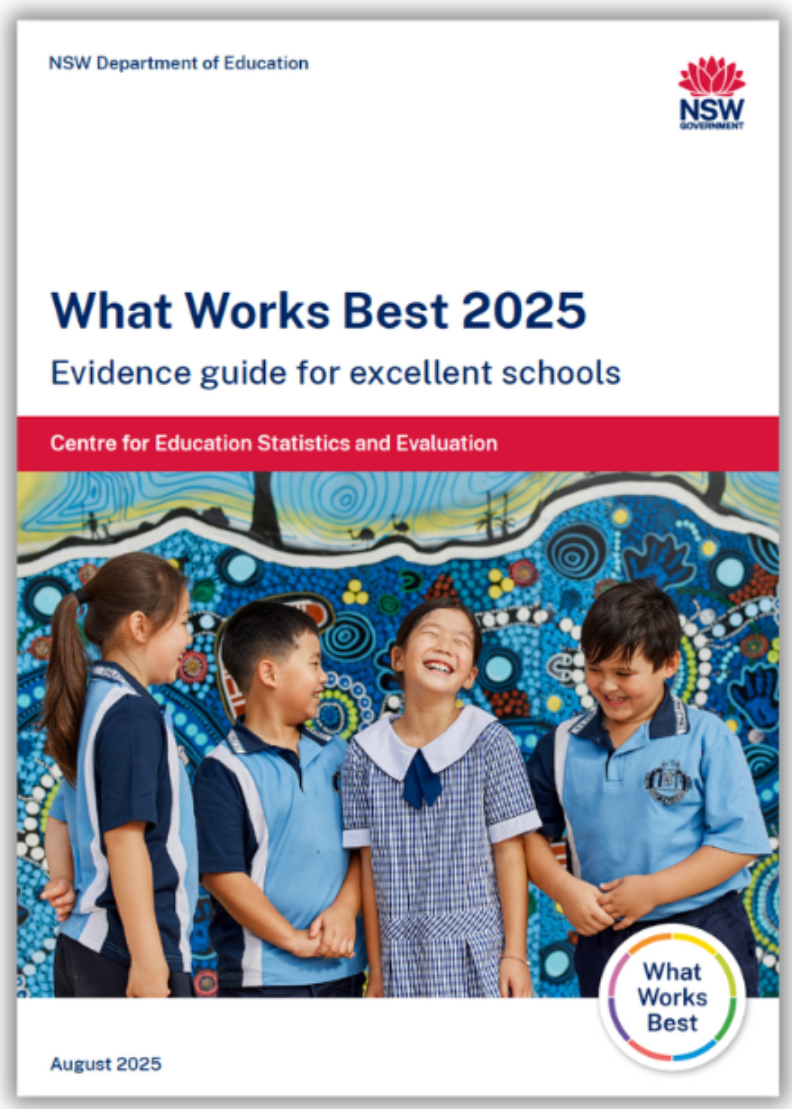 NSW Department of Education
NSW
GOVERNMENT
What Works Best 2025
Evidence guide for excellent schools
Centre for Education Statistics and Evaluation
What
Works
Best
August 2025